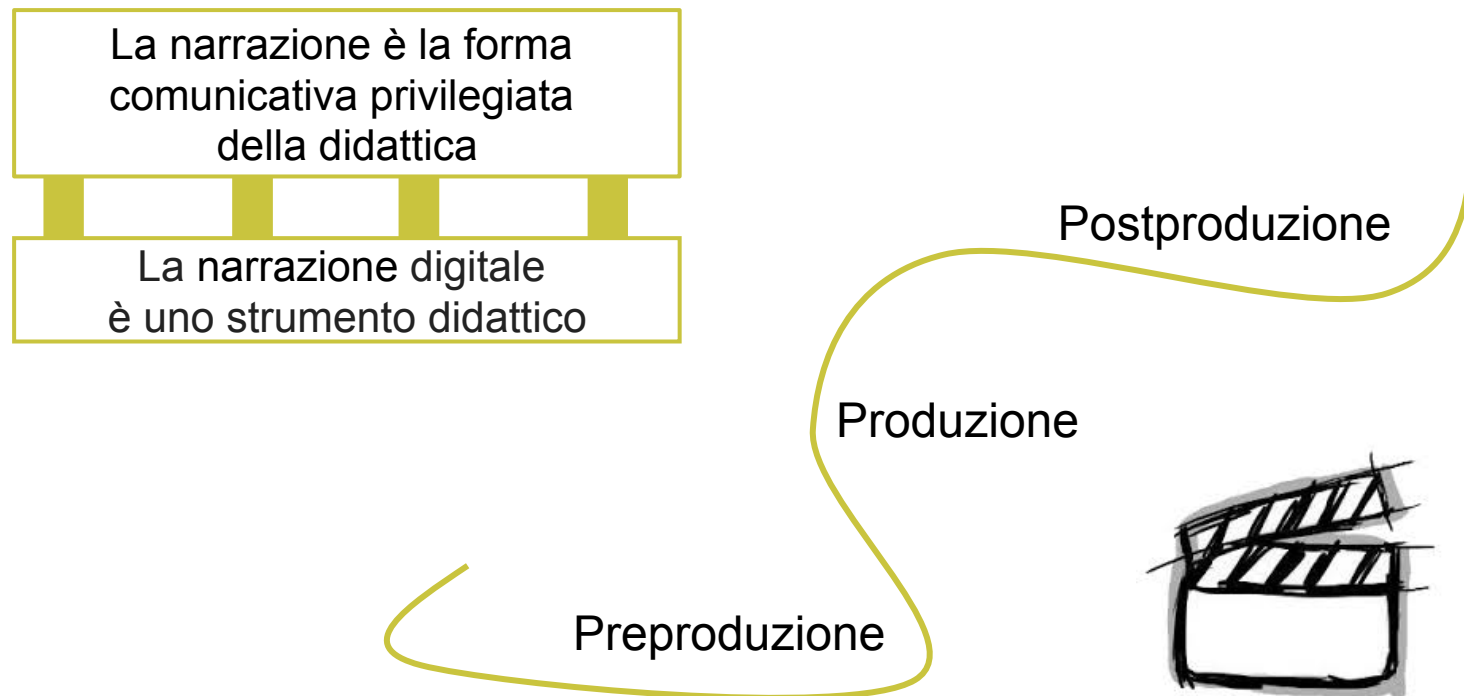 La narrazione è la forma
comunicativa privilegiata
della didattica
La narrazione digitale
è uno strumento didattico
Postproduzione
Produzione
Preproduzione